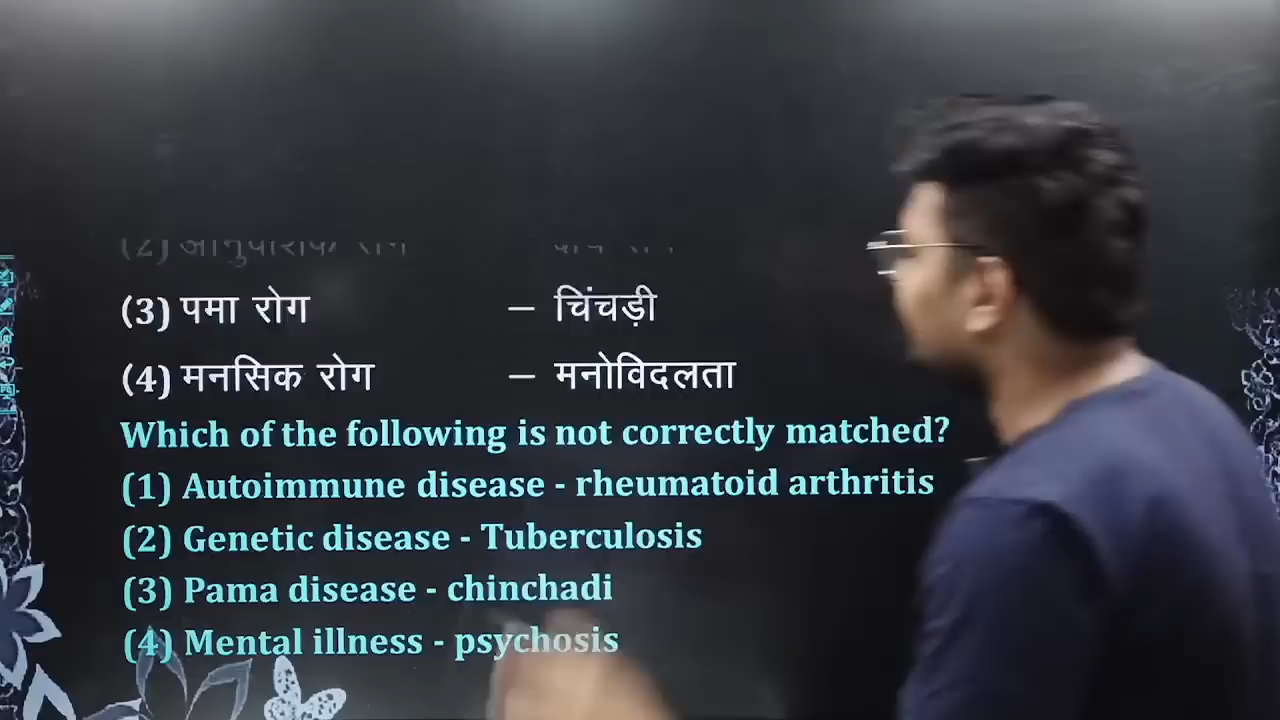 (3) पमा रोग – चिंचड़ी
(4) मनसिक रोग – मनोविदलता
Which of the following is not correctly matched?
(1) Autoimmune disease - rheumatoid arthritis
(2) Genetic disease - Tuberculosis
(3) Pama disease - chinchadi
(4) Mental illness - psychosis